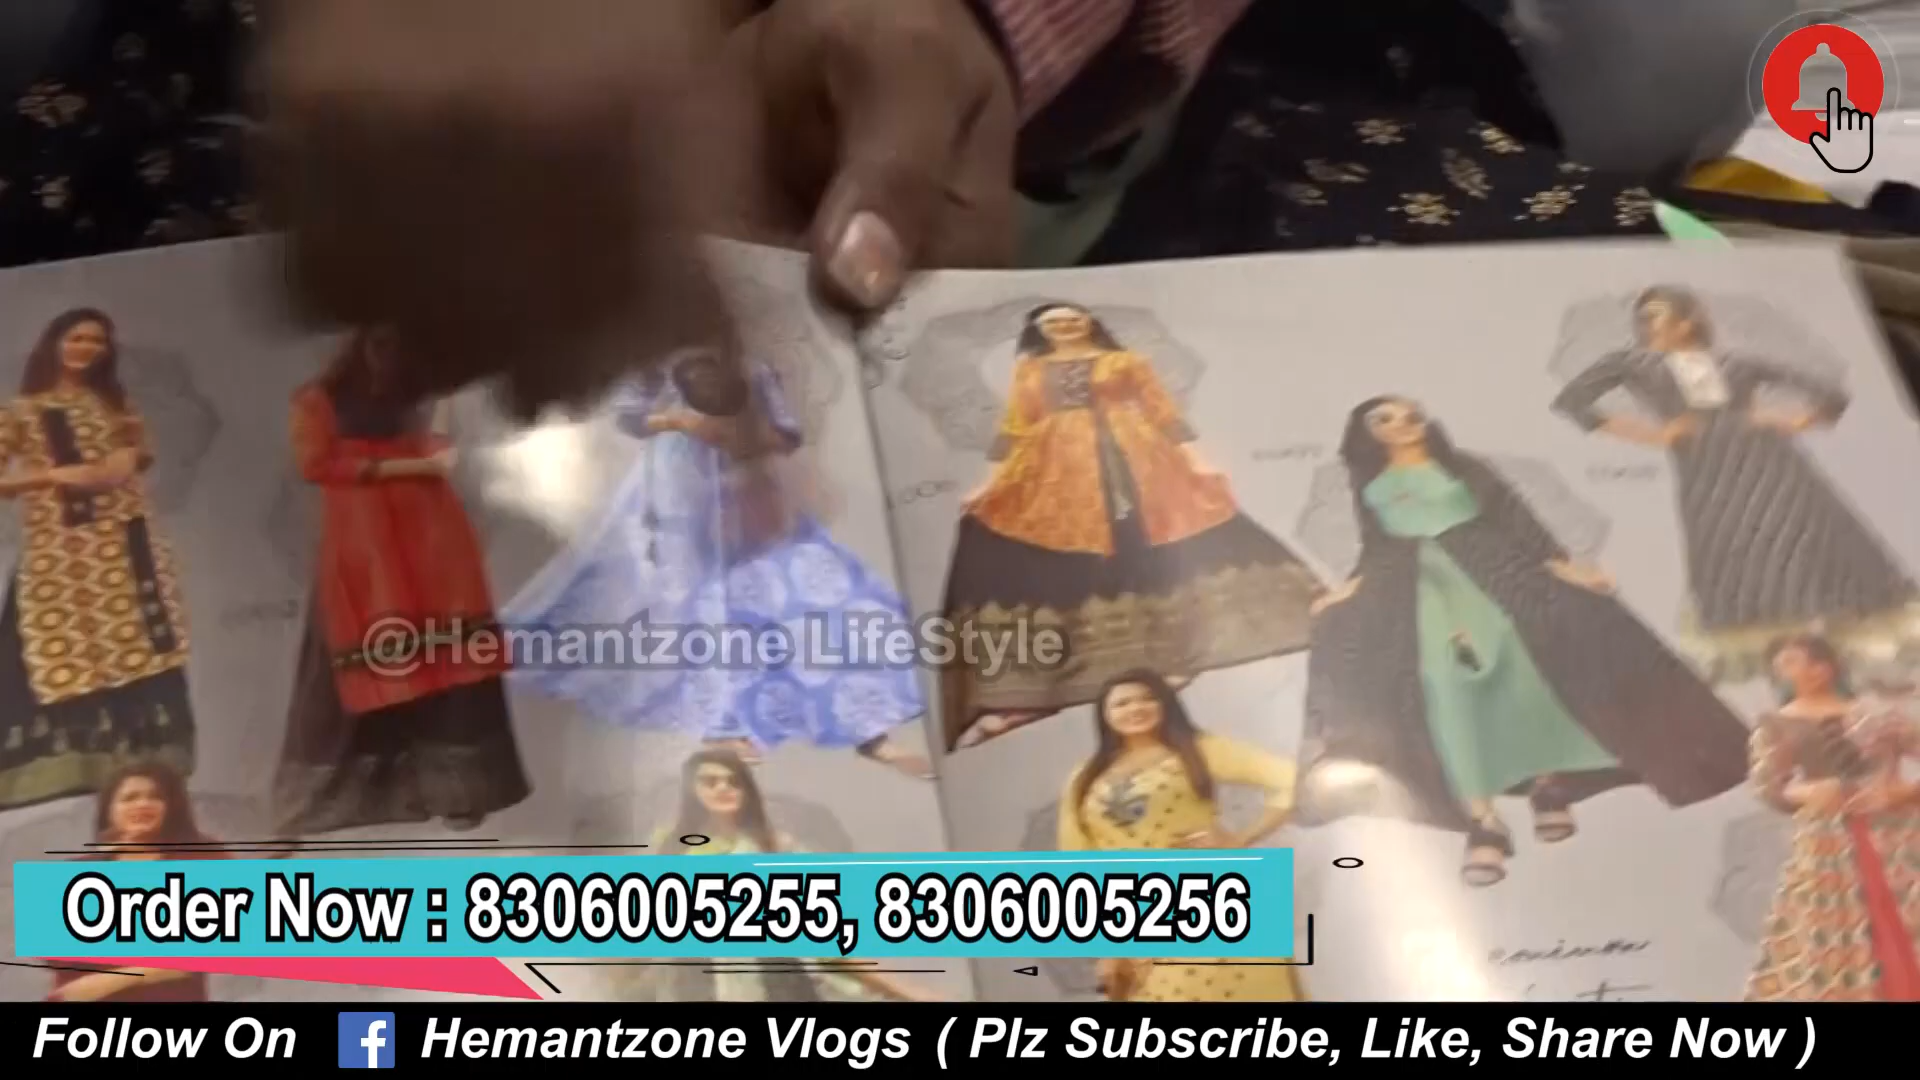 @Hemantzone LifeStyle
Order Now : 8306005255, 8306005256
Follow On f Hemantzone Vlogs ( Plz Subscribe, Like, Share Now )